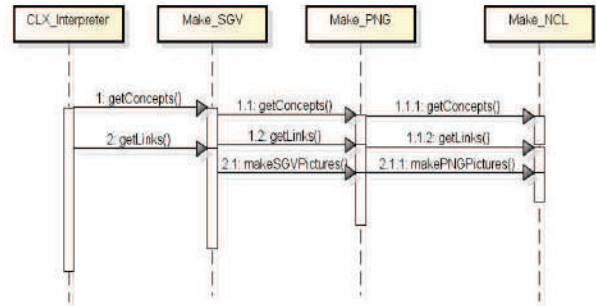 CLX_Interpreter
Make_SGV
Make_PNG
Make_NCL
1: getConcepts()
1.1: getConcepts()
1.1.1: getConcepts()
2: getLinks()
1.2: getLinks()
1.1.2: getLinks()
2.1: makeSGVPictures()
2.1.1: makePNGPictures()